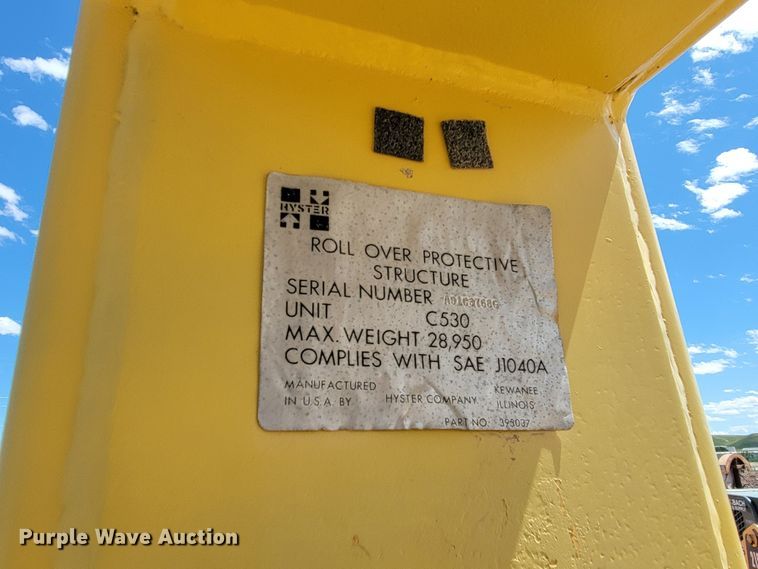 HYSTER
ROLL OVER PROTECTIVE
STRUCTURE
SERIAL NUMBER
UNIT C530
MAX. WEIGHT 28,950
COMPLIES WITH SAE J1040A
MANUFACTURED
IN U.S.A. BY HYSTER COMPANY KEWANEE
ILLINOIS
PART NO. 395037
Purple Wave Auction